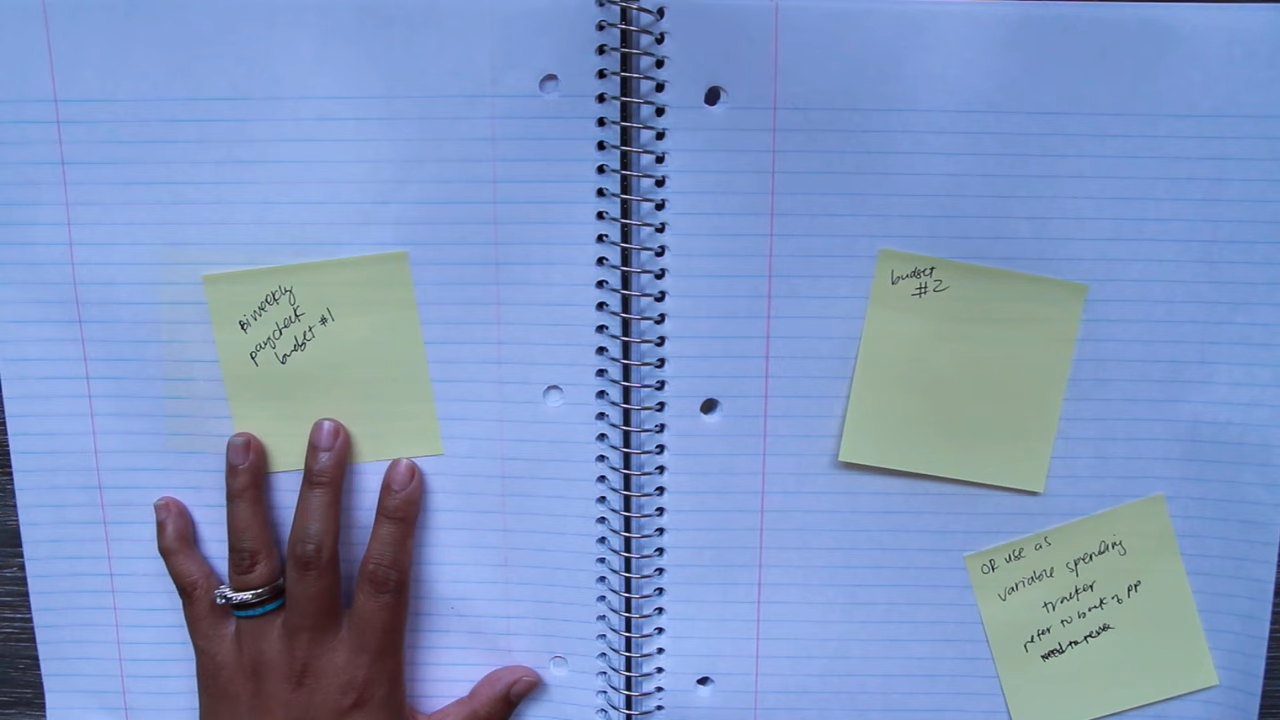 Biweekly
paycheck
budget #1
budget
#2
OR use as
variable spending
tracker
refer to back of PP